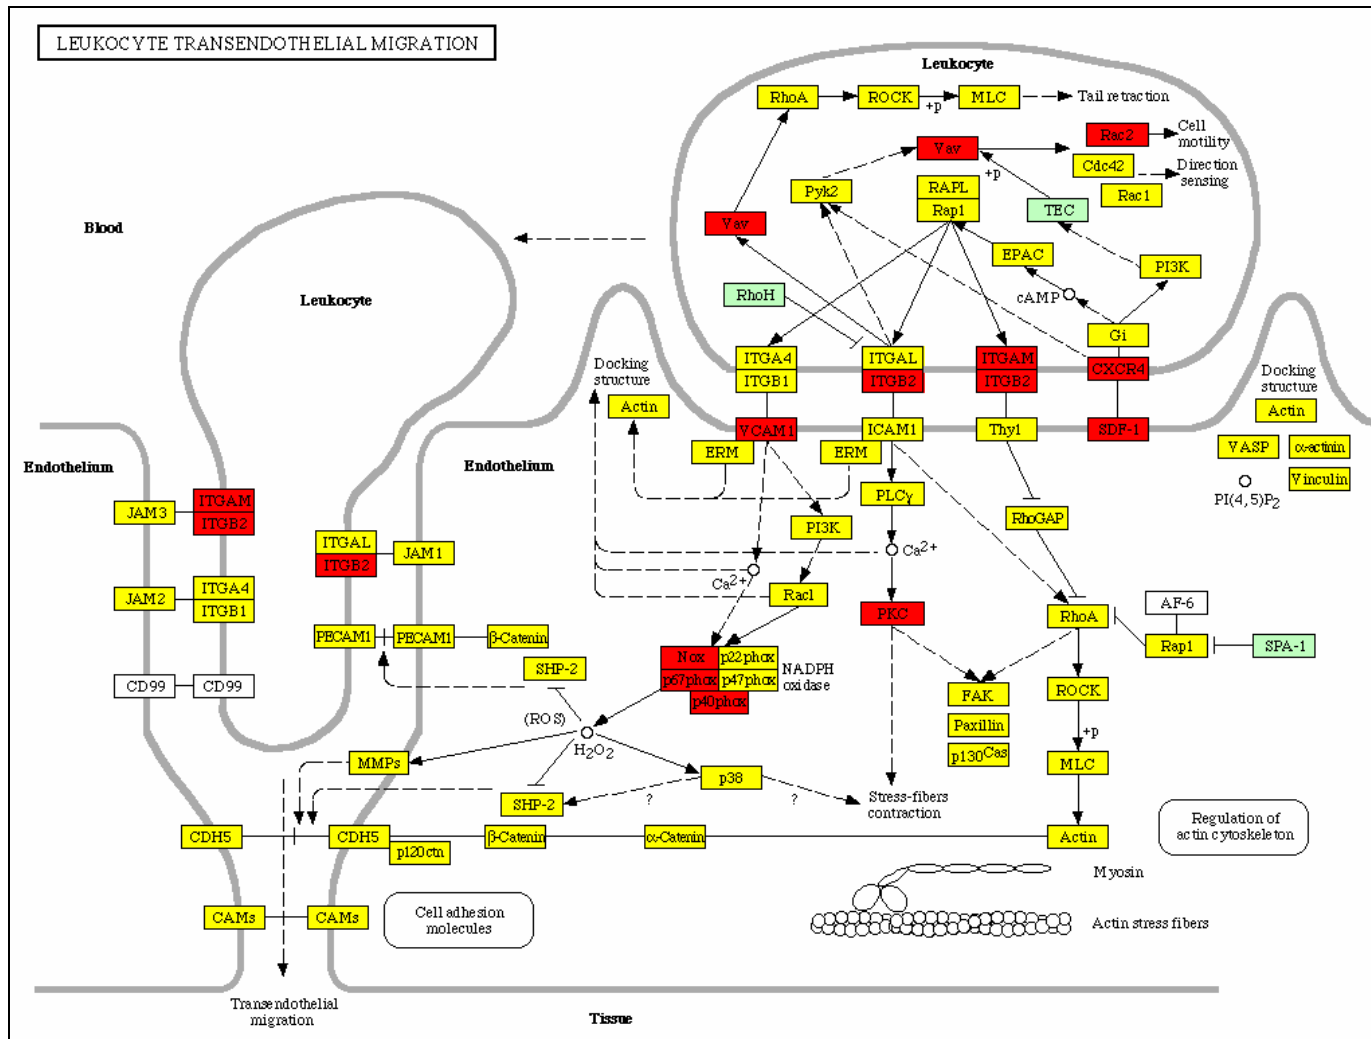 LEUKOCYTE TRANSENDOTHELIAL MIGRATION
Leukocyte
RhoA
ROCK
+p
MLC
Tail retraction
Vav
+p
Rac2
Cell
motility
Cdc42
Direction
sensing
Rac1
Pyk2
RAPL
Rap1
TEC
Vav
EPAC
PI3K
RhoH
cAMP
Gi
Blood
Leukocyte
ITGA4
ITGB1
ITGAL
ITGB2
ITGAM
ITGB2
CXCR4
Docking
structure
Actin
VCAM1
ICAM1
Thy1
SDF-1
ERM
ERM
Docking
structure
Actin
VASP
α-actinin
PI(4,5)P2
Vinculin
Endothelium
Endothelium
JAM3
ITGAM
ITGB2
ITGAL
ITGB2
JAM1
JAM2
ITGA4
ITGB1
PLCγ
PI3K
RhoGAP
Ca2+
Ca2+
Rac1
PKC
RhoA
AF-6
Rap1
SPA-1
PECAM1
PECAM1
β-Catenin
SHP-2
CD99
CD99
Nox
p22phox
p67phox
p47phox
p40phox
NADPH
oxidase
FAK
Paxillin
p130Cas
ROCK
+p
MLC
(ROS)
H2O2
MMPs
p38
SHP-2
?
?
Stress-fibers
contraction
CDH5
CDH5
p120ctn
β-Catenin
α-Catenin
Actin
Regulation of
actin cytoskeleton
Myosin
Actin stress fibers
CAMs
CAMs
Cell adhesion
molecules
Transendothelial
migration
Tissue